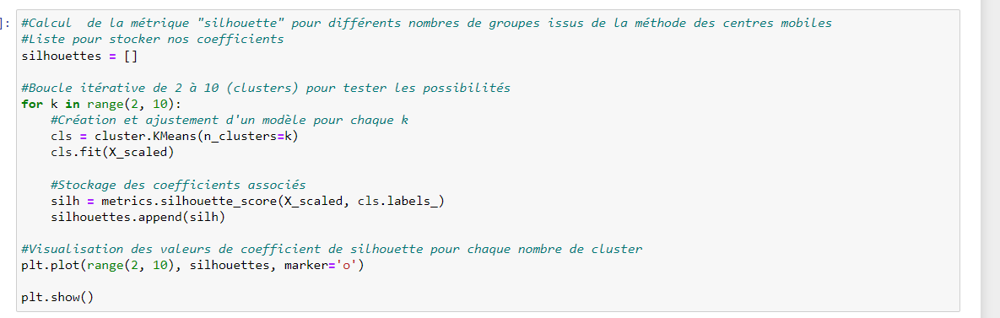 ]: #Calcul  de la métrique "silhouette" pour différents nombres de groupes issus de la méthode des centres mobiles
#Liste pour stocker nos coefficients
silhouettes = []
#Boucle itérative de 2 à 10 (clusters) pour tester les possibilités
for k in range(2, 10):
    #Création et ajustement d'un modèle pour chaque k
    cls = cluster.KMeans(n_clusters=k)
    cls.fit(X_scaled)
    #Stockage des coefficients associés
    silh = metrics.silhouette_score(X_scaled, cls.labels_)
    silhouettes.append(silh)
#Visualisation des valeurs de coefficient de silhouette pour chaque nombre de cluster
plt.plot(range(2, 10), silhouettes, marker='o')
plt.show()